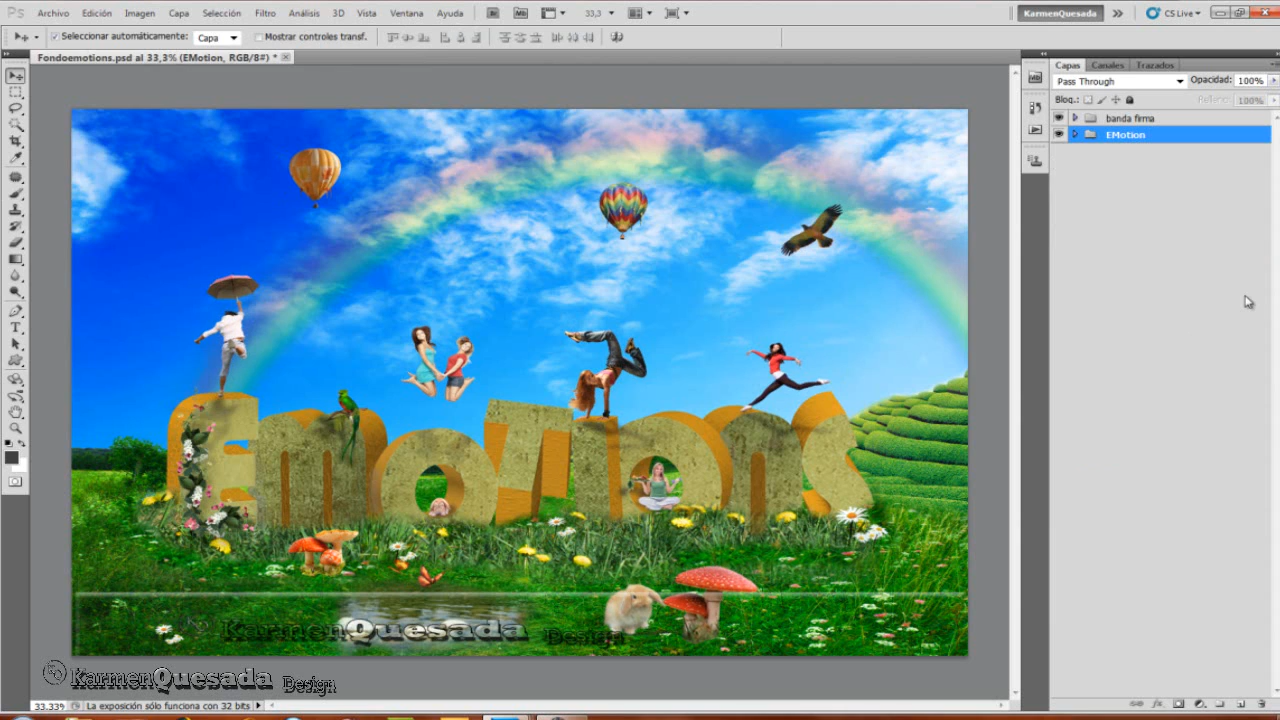 Ps Archivo Edición Imagen Capa Selección Filtro Análisis 3D Vista Ventana Ayuda Br Mb 33,3 KarmenQuesada CS Live
Seleccionar automáticamente: Capa Mostrar controles transf.
Fondoemotions.psd al 33,3% (EMotion, RGB/8#) *
Capas Canales Trazados
Pass Through Opacidad: 100%
Bloq.: Relleno: 100%
banda firma
EMotion
EmoTions
KarmenQuesada Design
KarmenQuesada Design
33.33% La exposición sólo funciona con 32 bits